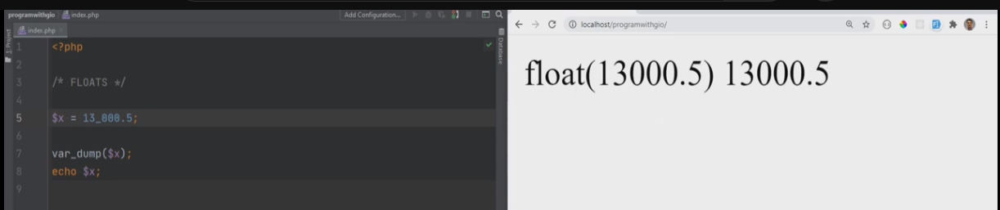 programwithgio index.php Add Configuration...
index.php
1 <?php
2
3 /* FLOATS */
4
5 $x = 13_000.5;
6
7 var_dump($x);
8 echo $x;
9
1: Project
Database
localhost/programwithgio/
float(13000.5) 13000.5